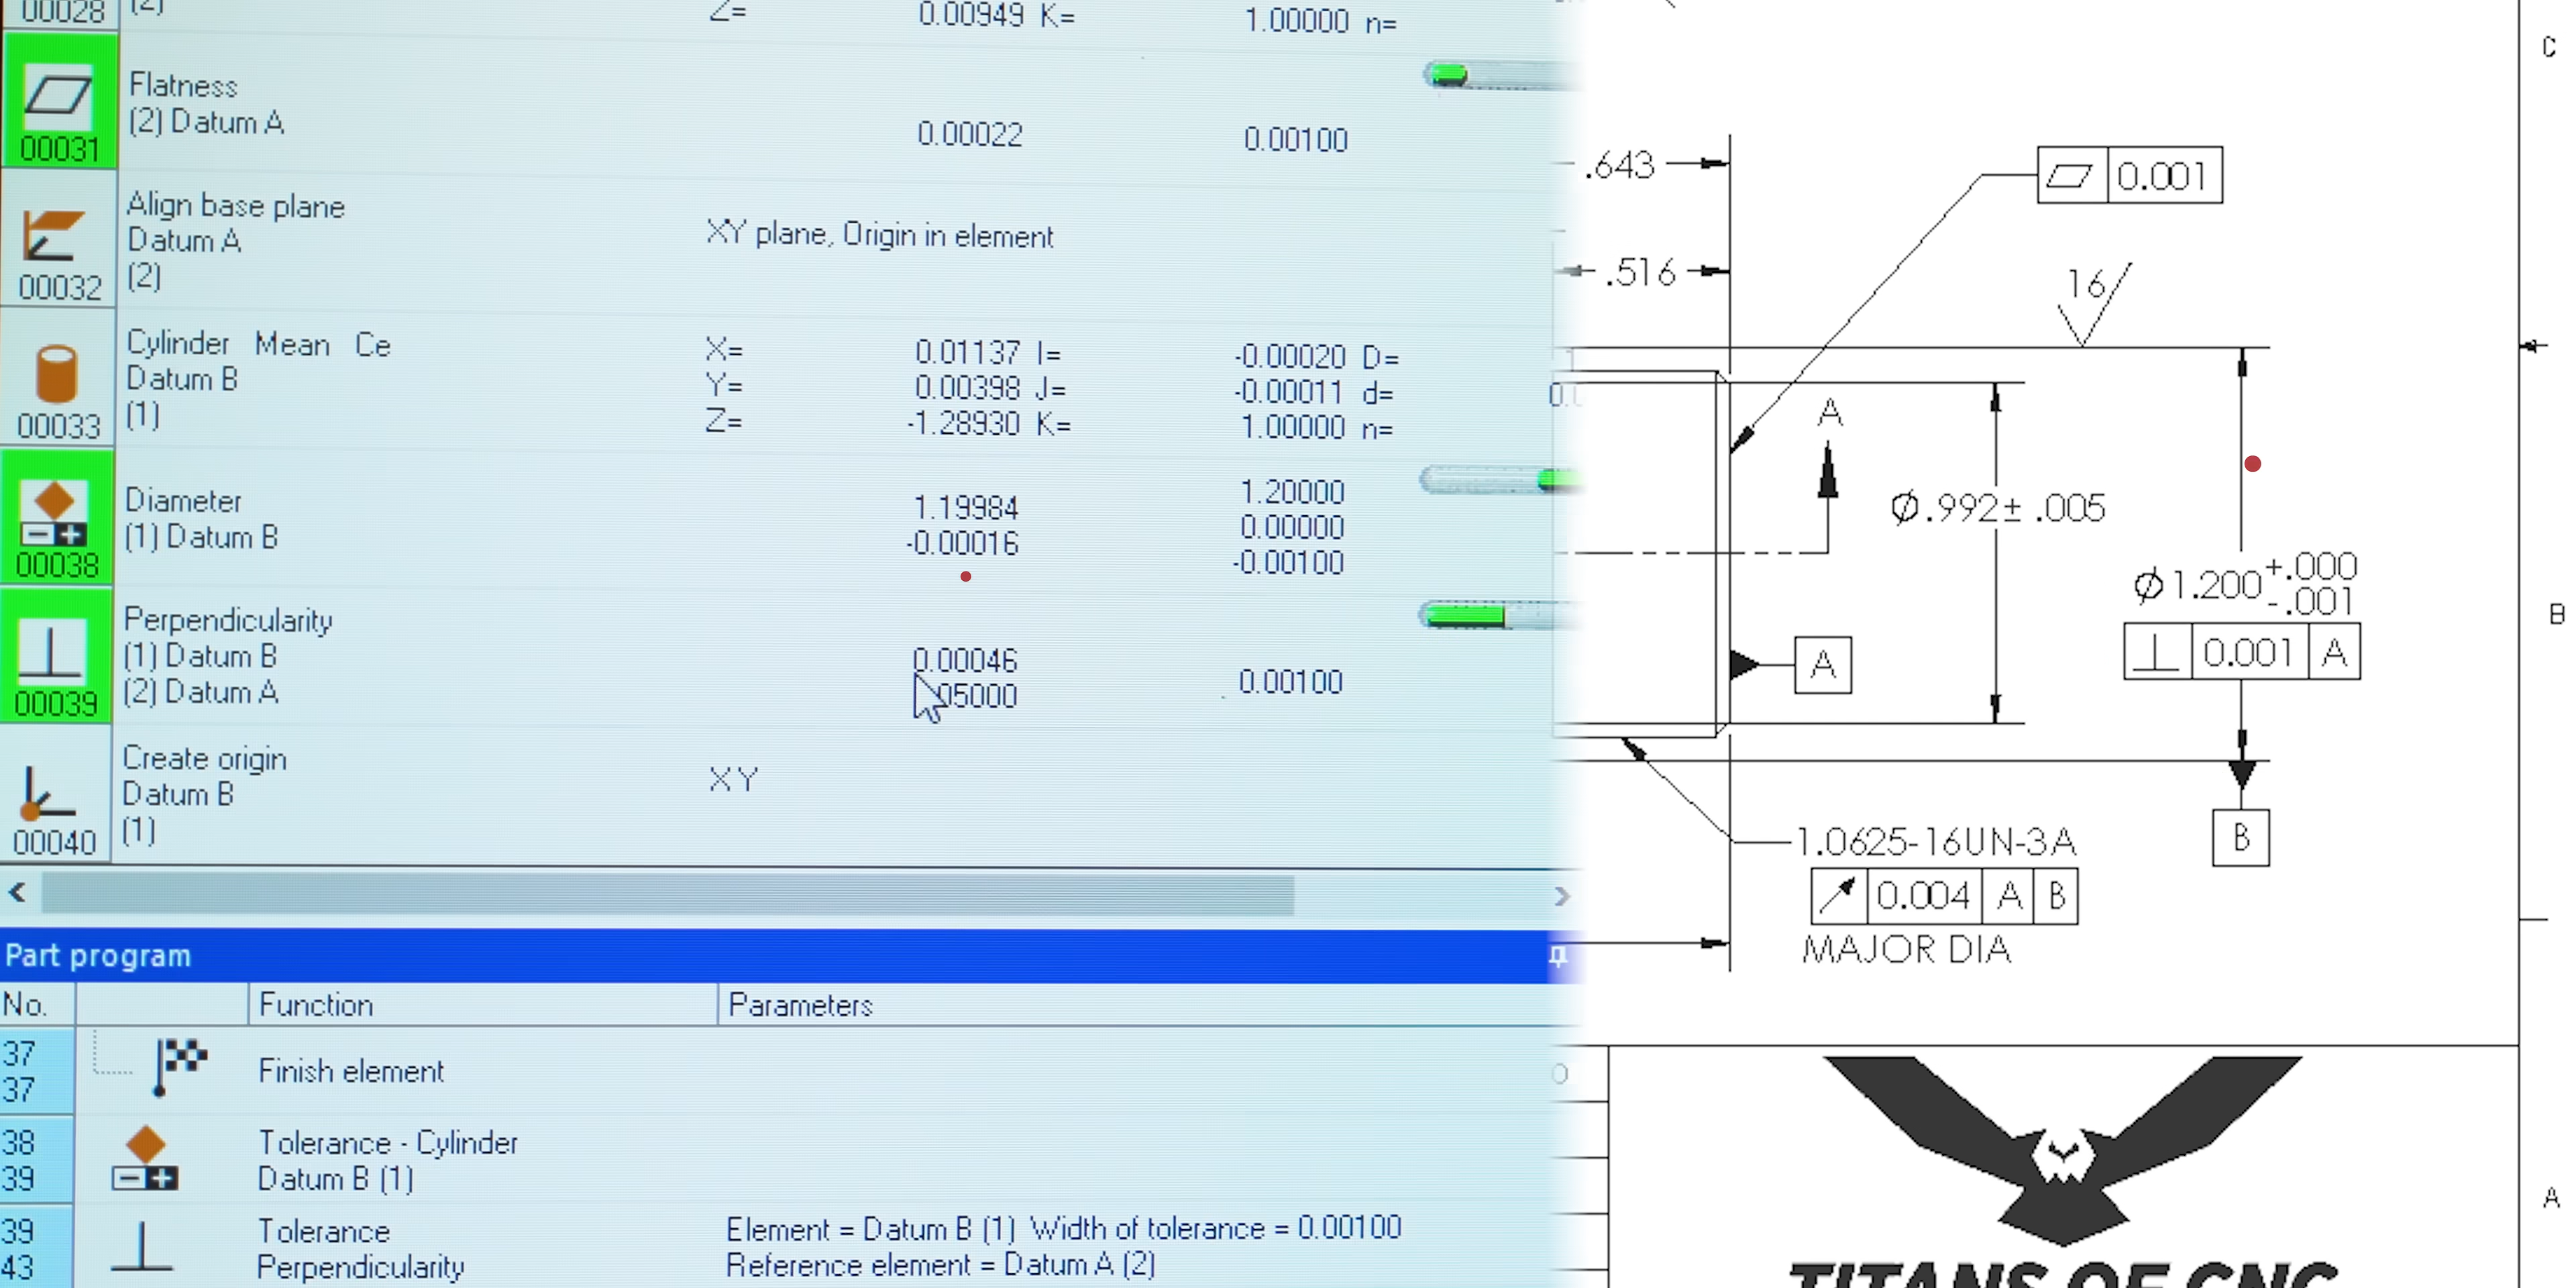 00028 (2) Z= 0.00949 K= 1.00000 n=
Flatness
(2) Datum A
00031 0.00022 0.00100
Align base plane
Datum A
(2)
00032 XY plane, Origin in element
Cylinder Mean Ce
Datum B
(1)
00033
X= 0.01137 I= -0.00020 D=
Y= 0.00398 J= -0.00011 d=
Z= -1.28930 K= 1.00000 n=
Diameter
(1) Datum B
00038
1.19984 1.20000
-0.00016 0.00000
-0.00100
Perpendicularity
(1) Datum B
(2) Datum A
00039
0.00046
05000 0.00100
Create origin
Datum B
(1)
00040 XY
Part program
No. Function Parameters
37
37 Finish element
38 Tolerance - Cylinder
39 Datum B (1)
39 Tolerance Element = Datum B (1) Width of tolerance = 0.00100
43 Perpendicularity Reference element = Datum A (2)
C
.643
⏥ 0.001
.516
16
A
Ø.992± .005
Ø1.200 +.000
-.001
⟂ 0.001 A
B
A
B
1.0625-16UN-3A
↗ 0.004 A B
MAJOR DIA
A
TITANS OF CNC